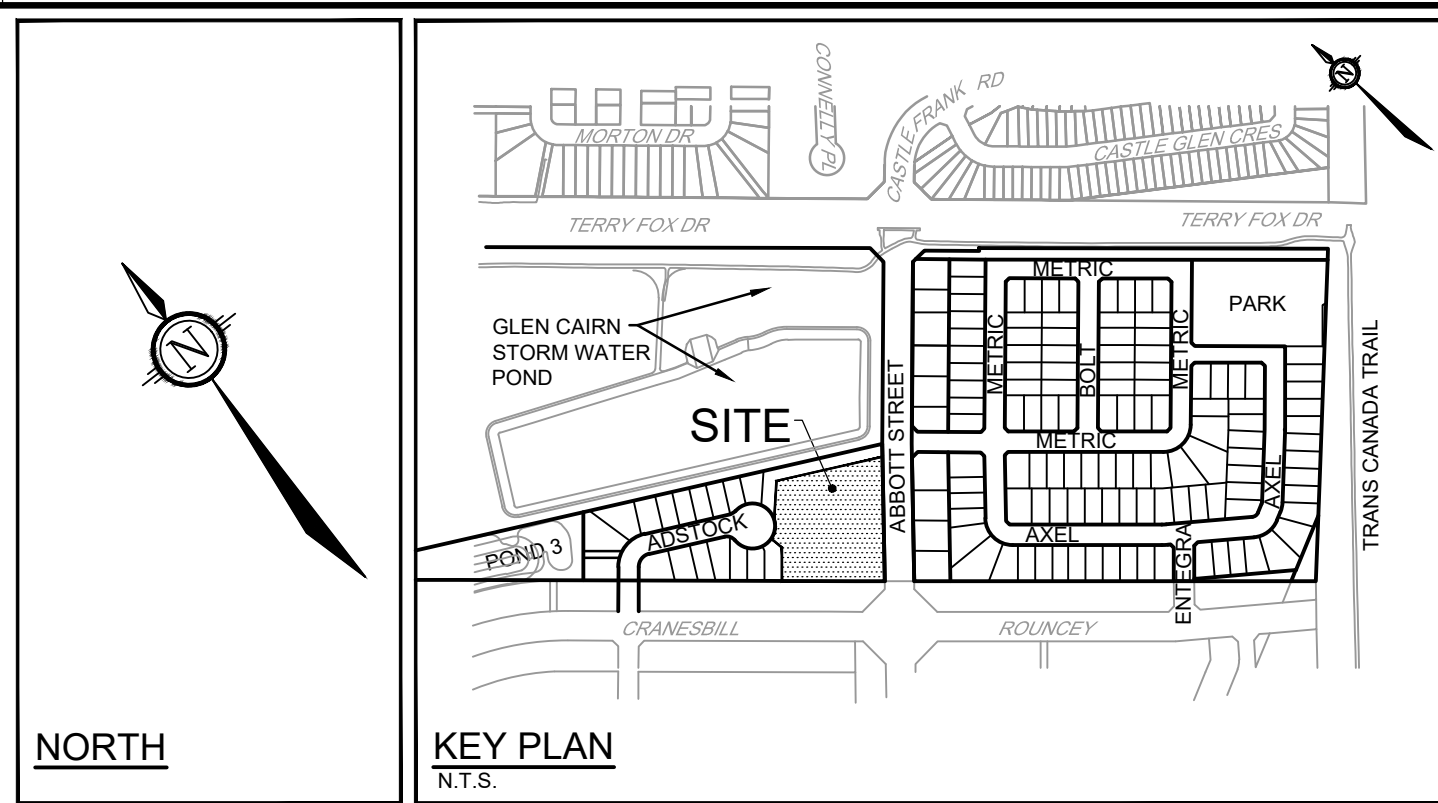 N
NORTH
N
CONNELLY PL
CASTLE FRANK RD
MORTON DR
CASTLE GLEN CRES
TERRY FOX DR
TERRY FOX DR
METRIC
PARK
GLEN CAIRN
STORM WATER
POND
METRIC
BOLT
METRIC
ABBOTT STREET
TRANS CANADA TRAIL
SITE
METRIC
AXEL
ADSTOCK
AXEL
POND 3
ENTEGRA
CRANESBILL
ROUNCEY
KEY PLAN
N.T.S.